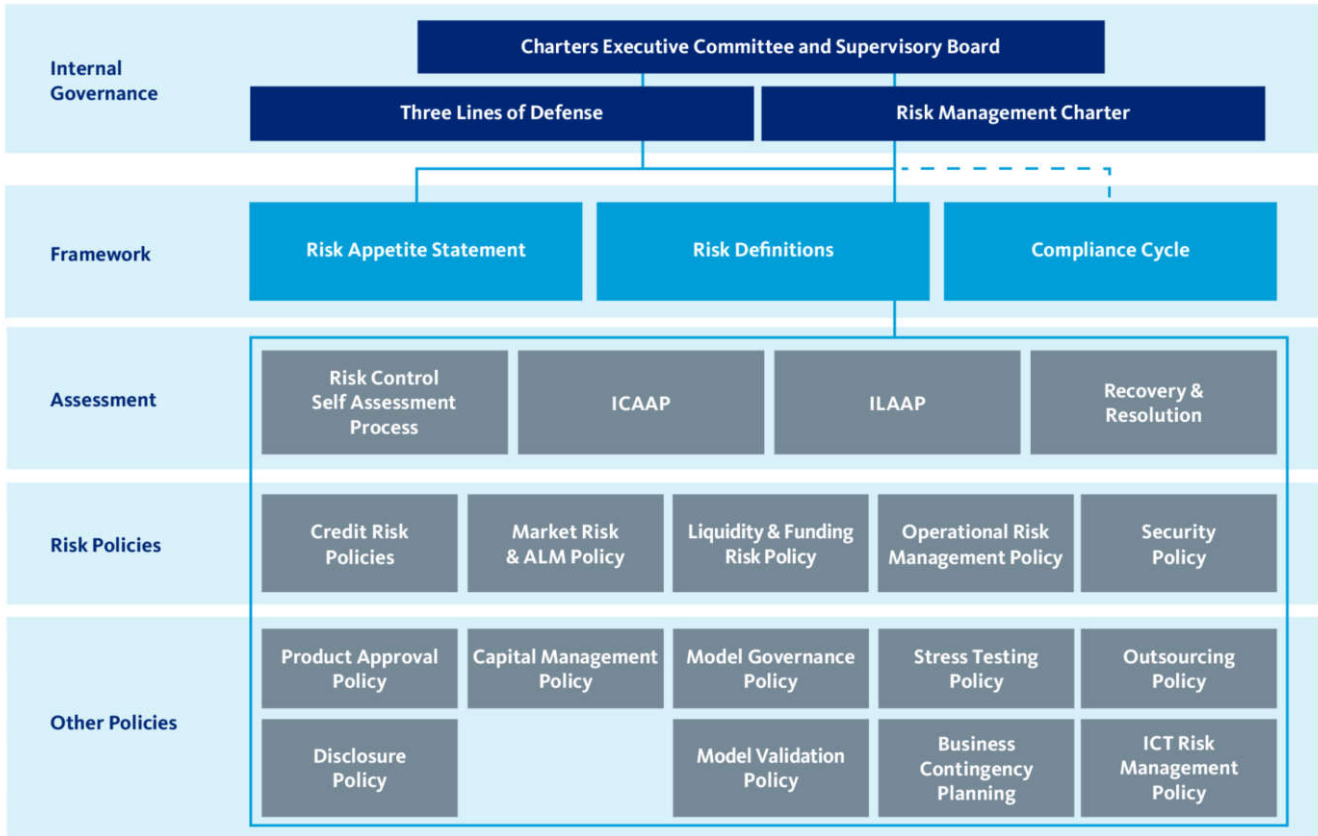 Internal
Governance
Charters Executive Committee and Supervisory Board
Three Lines of Defense
Risk Management Charter
Framework
Risk Appetite Statement
Risk Definitions
Compliance Cycle
Assessment
Risk Control
Self Assessment
Process
ICAAP
ILAAP
Recovery &
Resolution
Risk Policies
Credit Risk
Policies
Market Risk
& ALM Policy
Liquidity & Funding
Risk Policy
Operational Risk
Management Policy
Security
Policy
Other Policies
Product Approval
Policy
Capital Management
Policy
Model Governance
Policy
Stress Testing
Policy
Outsourcing
Policy
Disclosure
Policy
Model Validation
Policy
Business
Contingency
Planning
ICT Risk
Management
Policy